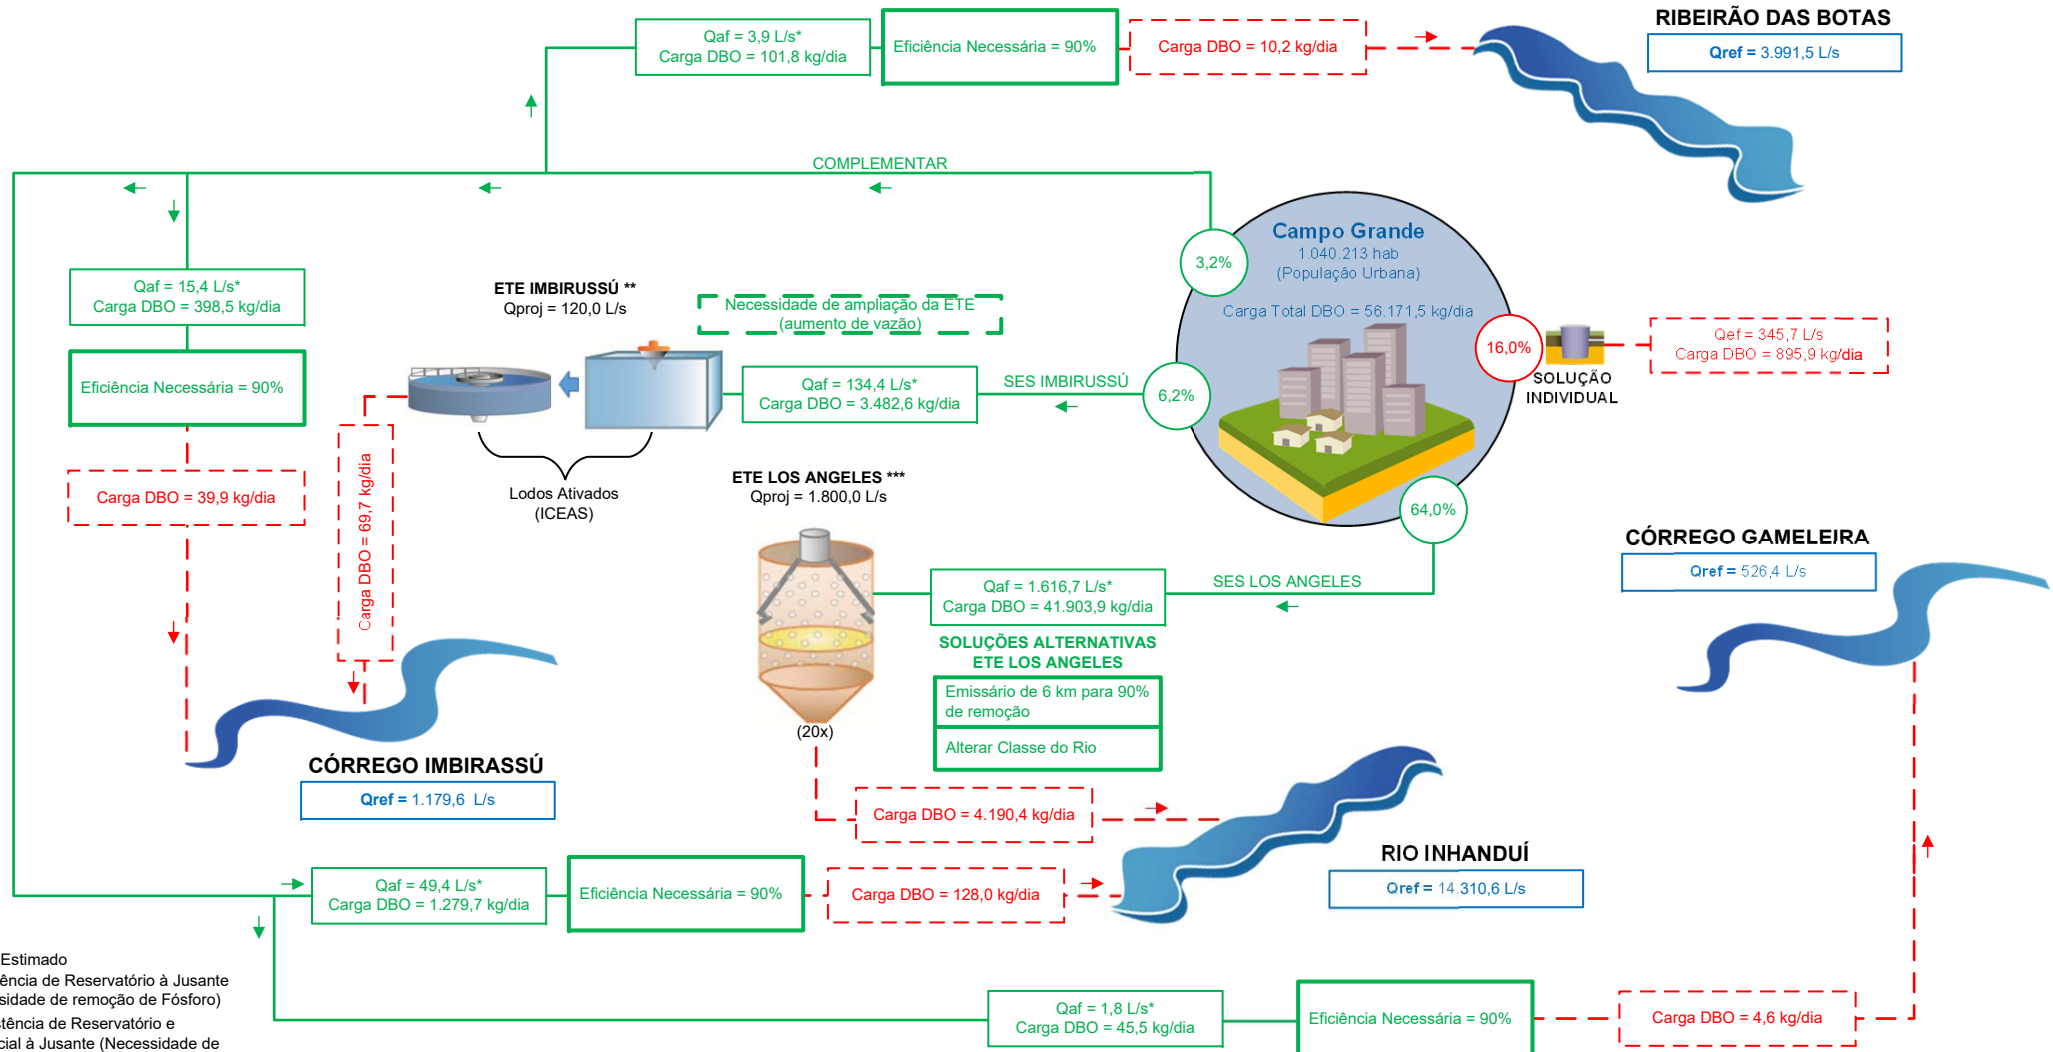 RIBEIRÃO DAS BOTAS
Qref = 3.991,5 L/s
Qaf = 3,9 L/s*
Carga DBO = 101,8 kg/dia
Eficiência Necessária = 90%
Carga DBO = 10,2 kg/dia
COMPLEMENTAR
Campo Grande
1.040.213 hab
(População Urbana)
Carga Total DBO = 56.171,5 kg/dia
3,2%
16,0%
6,2%
64,0%
SOLUÇÃO
INDIVIDUAL
Qef = 345,7 L/s
Carga DBO = 895,9 kg/dia
Qaf = 15,4 L/s*
Carga DBO = 398,5 kg/dia
Eficiência Necessária = 90%
Carga DBO = 39,9 kg/dia
ETE IMBIRUSSÚ **
Qproj = 120,0 L/s
Necessidade de ampliação da ETE
(aumento de vazão)
Qaf = 134,4 L/s*
Carga DBO = 3.482,6 kg/dia
SES IMBIRUSSÚ
Lodos Ativados
(ICEAS)
Carga DBO = 69,7 kg/dia
CÓRREGO IMBIRASSÚ
Qref = 1.179,6 L/s
ETE LOS ANGELES ***
Qproj = 1.800,0 L/s
(20x)
Qaf = 1.616,7 L/s*
Carga DBO = 41.903,9 kg/dia
SES LOS ANGELES
SOLUÇÕES ALTERNATIVAS
ETE LOS ANGELES
Emissário de 6 km para 90%
de remoção
Alterar Classe do Rio
Carga DBO = 4.190,4 kg/dia
CÓRREGO GAMELEIRA
Qref = 526,4 L/s
RIO INHANDUÍ
Qref = 14.310,6 L/s
Qaf = 49,4 L/s*
Carga DBO = 1.279,7 kg/dia
Eficiência Necessária = 90%
Carga DBO = 128,0 kg/dia
Qaf = 1,8 L/s*
Carga DBO = 45,5 kg/dia
Eficiência Necessária = 90%
Carga DBO = 4,6 kg/dia
Estimado
ência de Reservatório à Jusante
sidade de remoção de Fósforo)
stência de Reservatório e
cial à Jusante (Necessidade de